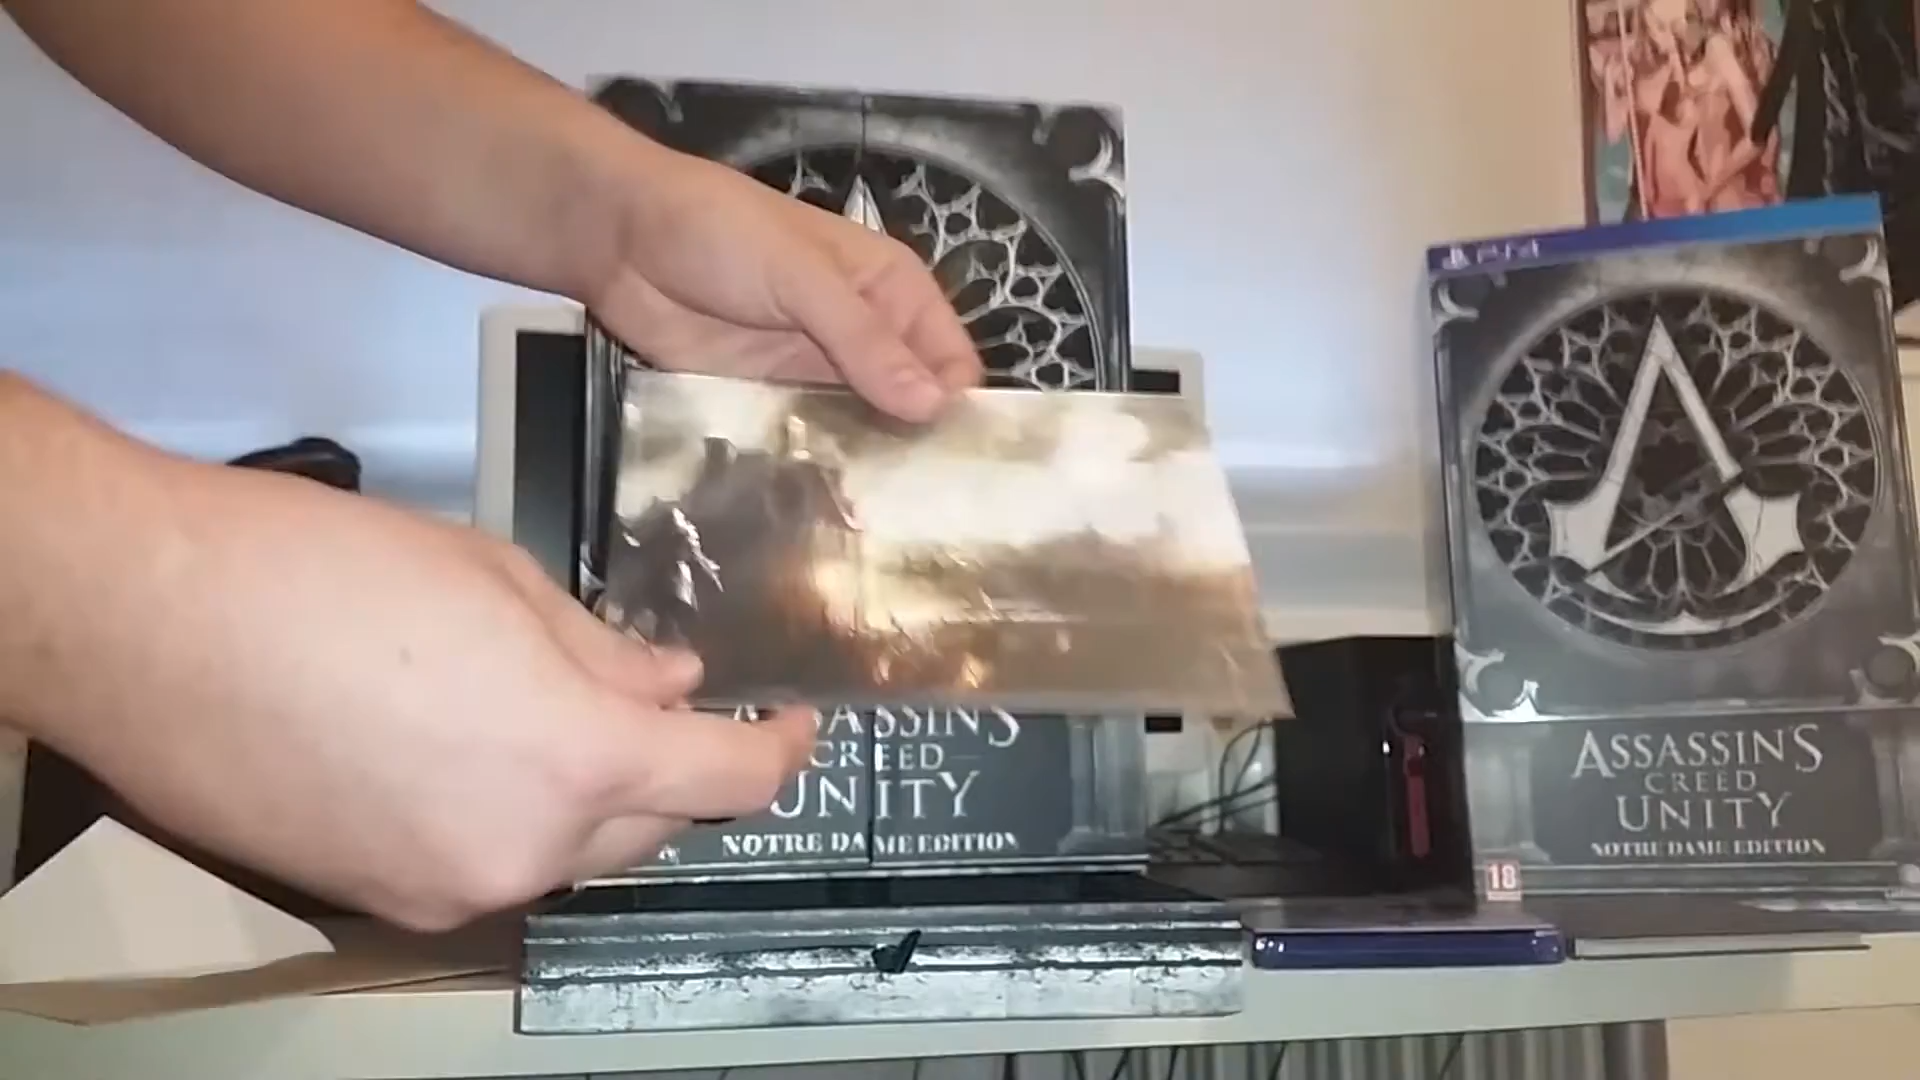 ASSASSIN'S
CREED
UNITY
NOTRE DAME EDITION
PS4
ASSASSIN'S
CREED
UNITY
NOTRE DAME EDITION
18